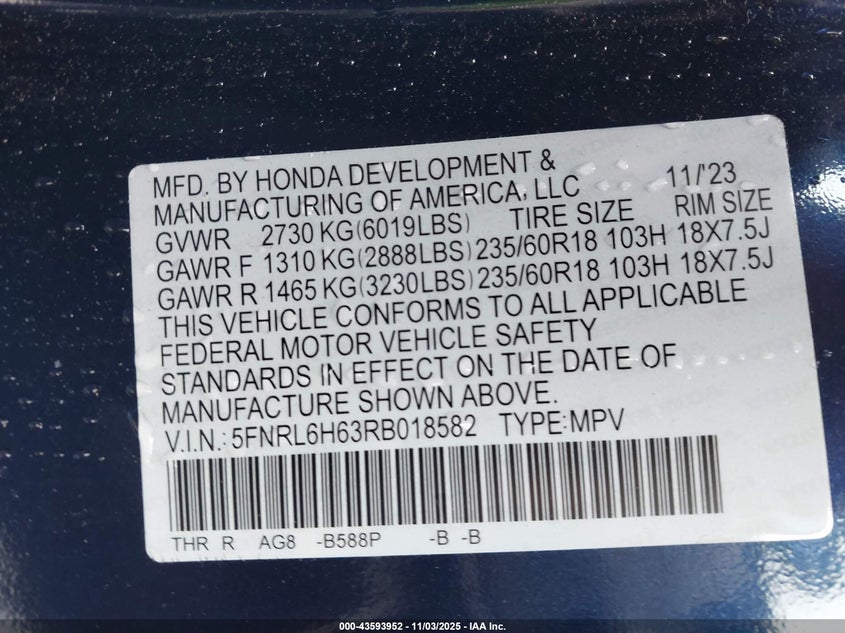 MFD. BY HONDA DEVELOPMENT &
MANUFACTURING OF AMERICA, LLC 11/'23
GVWR 2730 KG(6019LBS) TIRE SIZE RIM SIZE
GAWR F 1310 KG(2888LBS) 235/60R18 103H 18X7.5J
GAWR R 1465 KG(3230LBS) 235/60R18 103H 18X7.5J
THIS VEHICLE CONFORMS TO ALL APPLICABLE
FEDERAL MOTOR VEHICLE SAFETY
STANDARDS IN EFFECT ON THE DATE OF
MANUFACTURE SHOWN ABOVE.
V.I.N.: 5FNRL6H63RB018582 TYPE: MPV
THR R AG8 -B588P -B -B
000-43593952 - 11/03/2025 - IAA Inc.